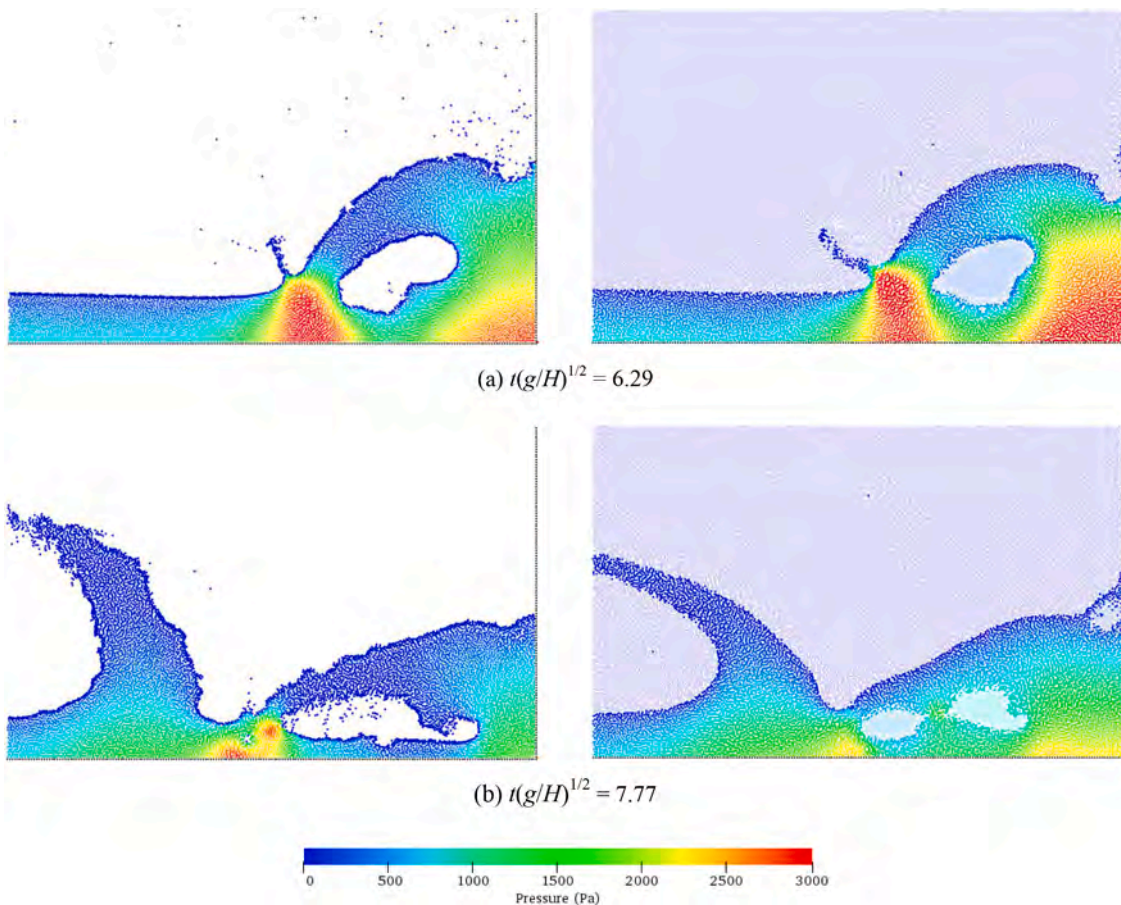 (a) t(g/H)^{1/2} = 6.29
(b) t(g/H)^{1/2} = 7.77
0 500 1000 1500 2000 2500 3000
Pressure (Pa)